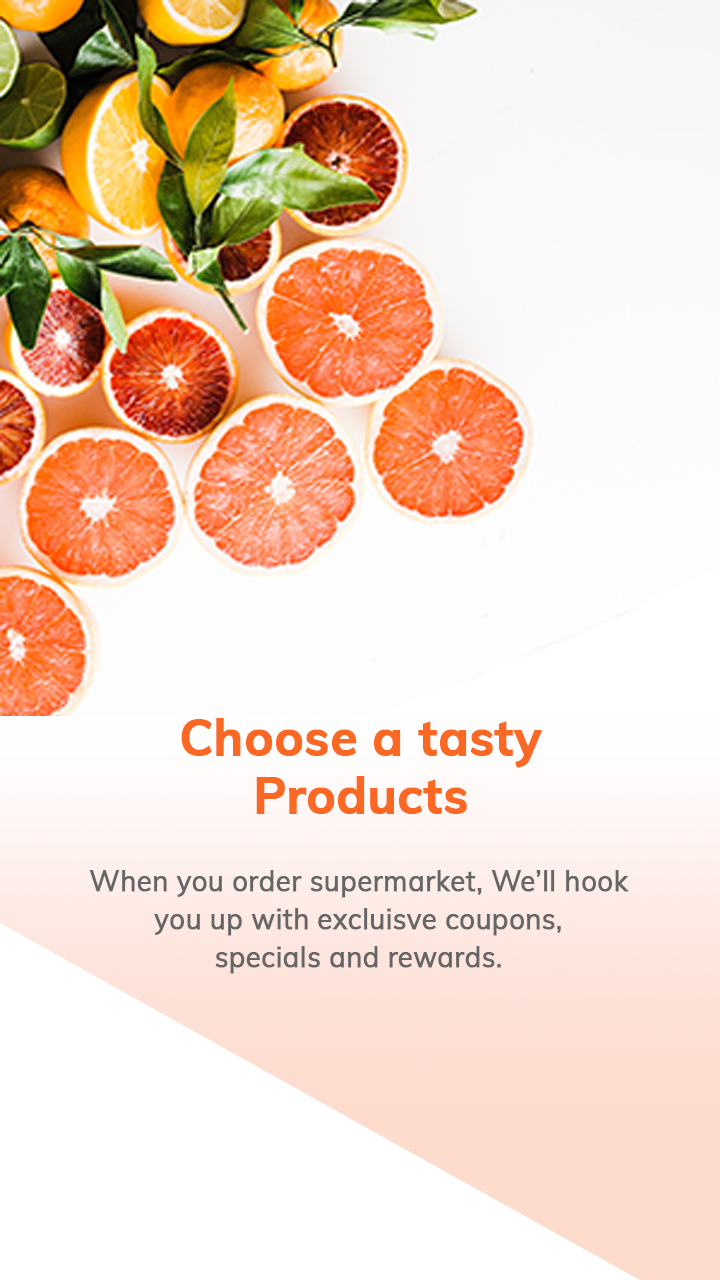 Choose a tasty
Products
When you order supermarket, We’ll hook
you up with excluisve coupons,
specials and rewards.